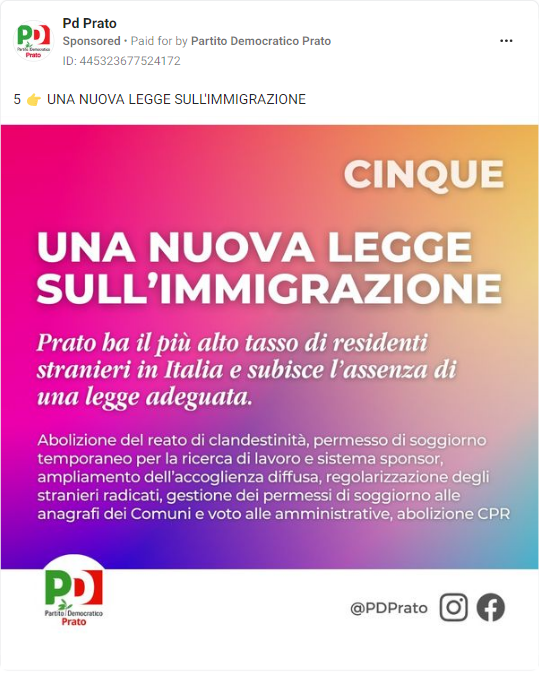 Pd Prato
Sponsored • Paid for by Partito Democratico Prato
ID: 445323677524172
5 👉 UNA NUOVA LEGGE SULL'IMMIGRAZIONE
CINQUE
UNA NUOVA LEGGE
SULL'IMMIGRAZIONE
Prato ha il più alto tasso di residenti
stranieri in Italia e subisce l'assenza di
una legge adeguata.
Abolizione del reato di clandestinità, permesso di soggiorno
temporaneo per la ricerca di lavoro e sistema sponsor,
ampliamento dell'accoglienza diffusa, regolarizzazione degli
stranieri radicati, gestione dei permessi di soggiorno alle
anagrafi dei Comuni e voto alle amministrative, abolizione CPR
PD
Partito Democratico
Prato
@PDPrato